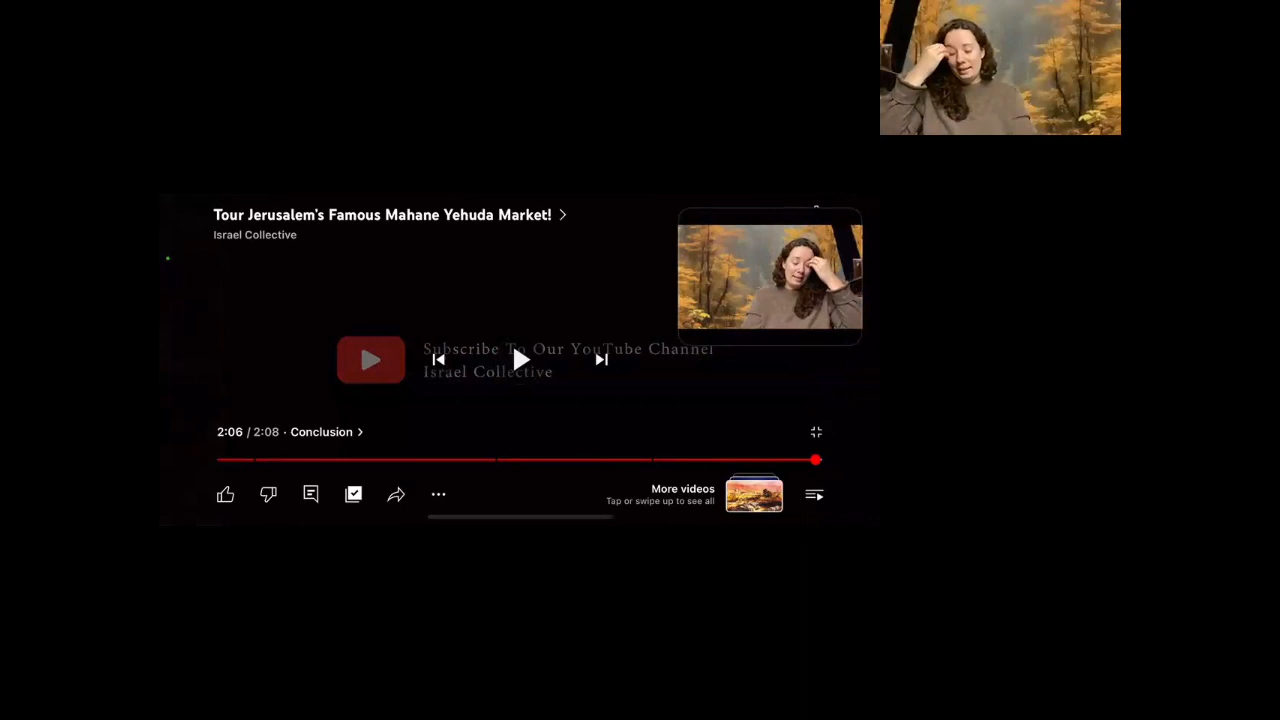 Tour Jerusalem's Famous Mahane Yehuda Market!
Israel Collective
Subscribe To Our YouTube Channel
Israel Collective
2:06 / 2:08 · Conclusion
More videos
Tap or swipe up to see all